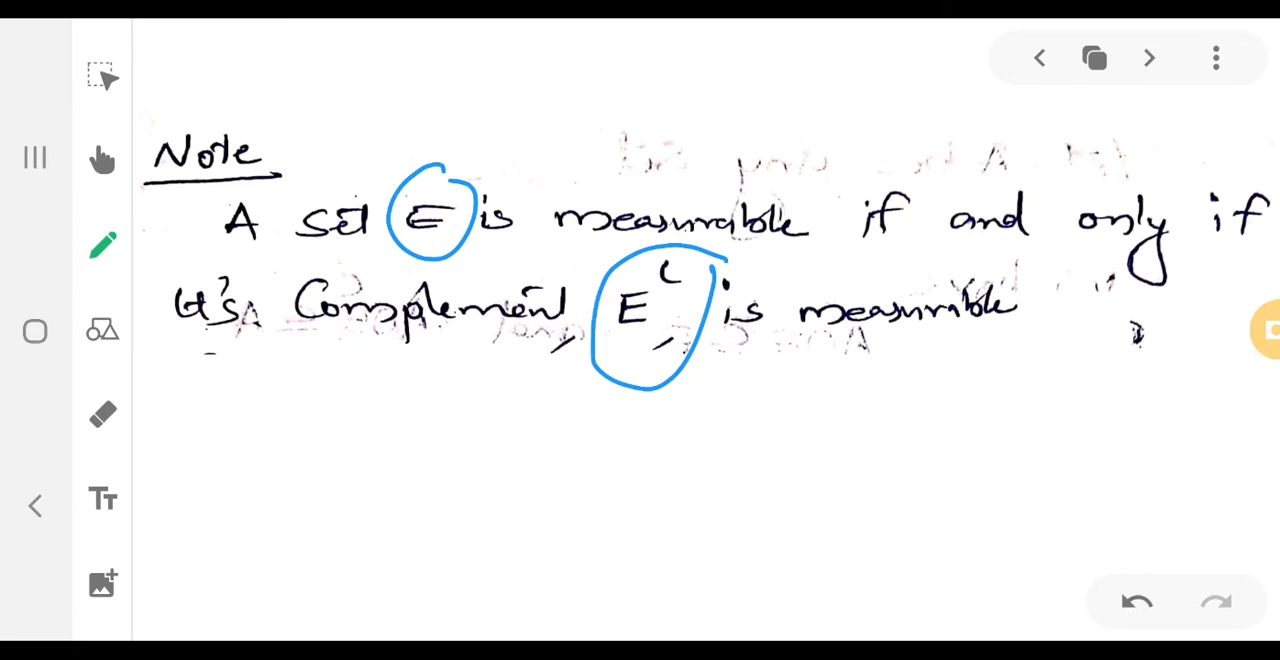 Note
A set E is measurable if and only if
It's Complement E^c is measurable